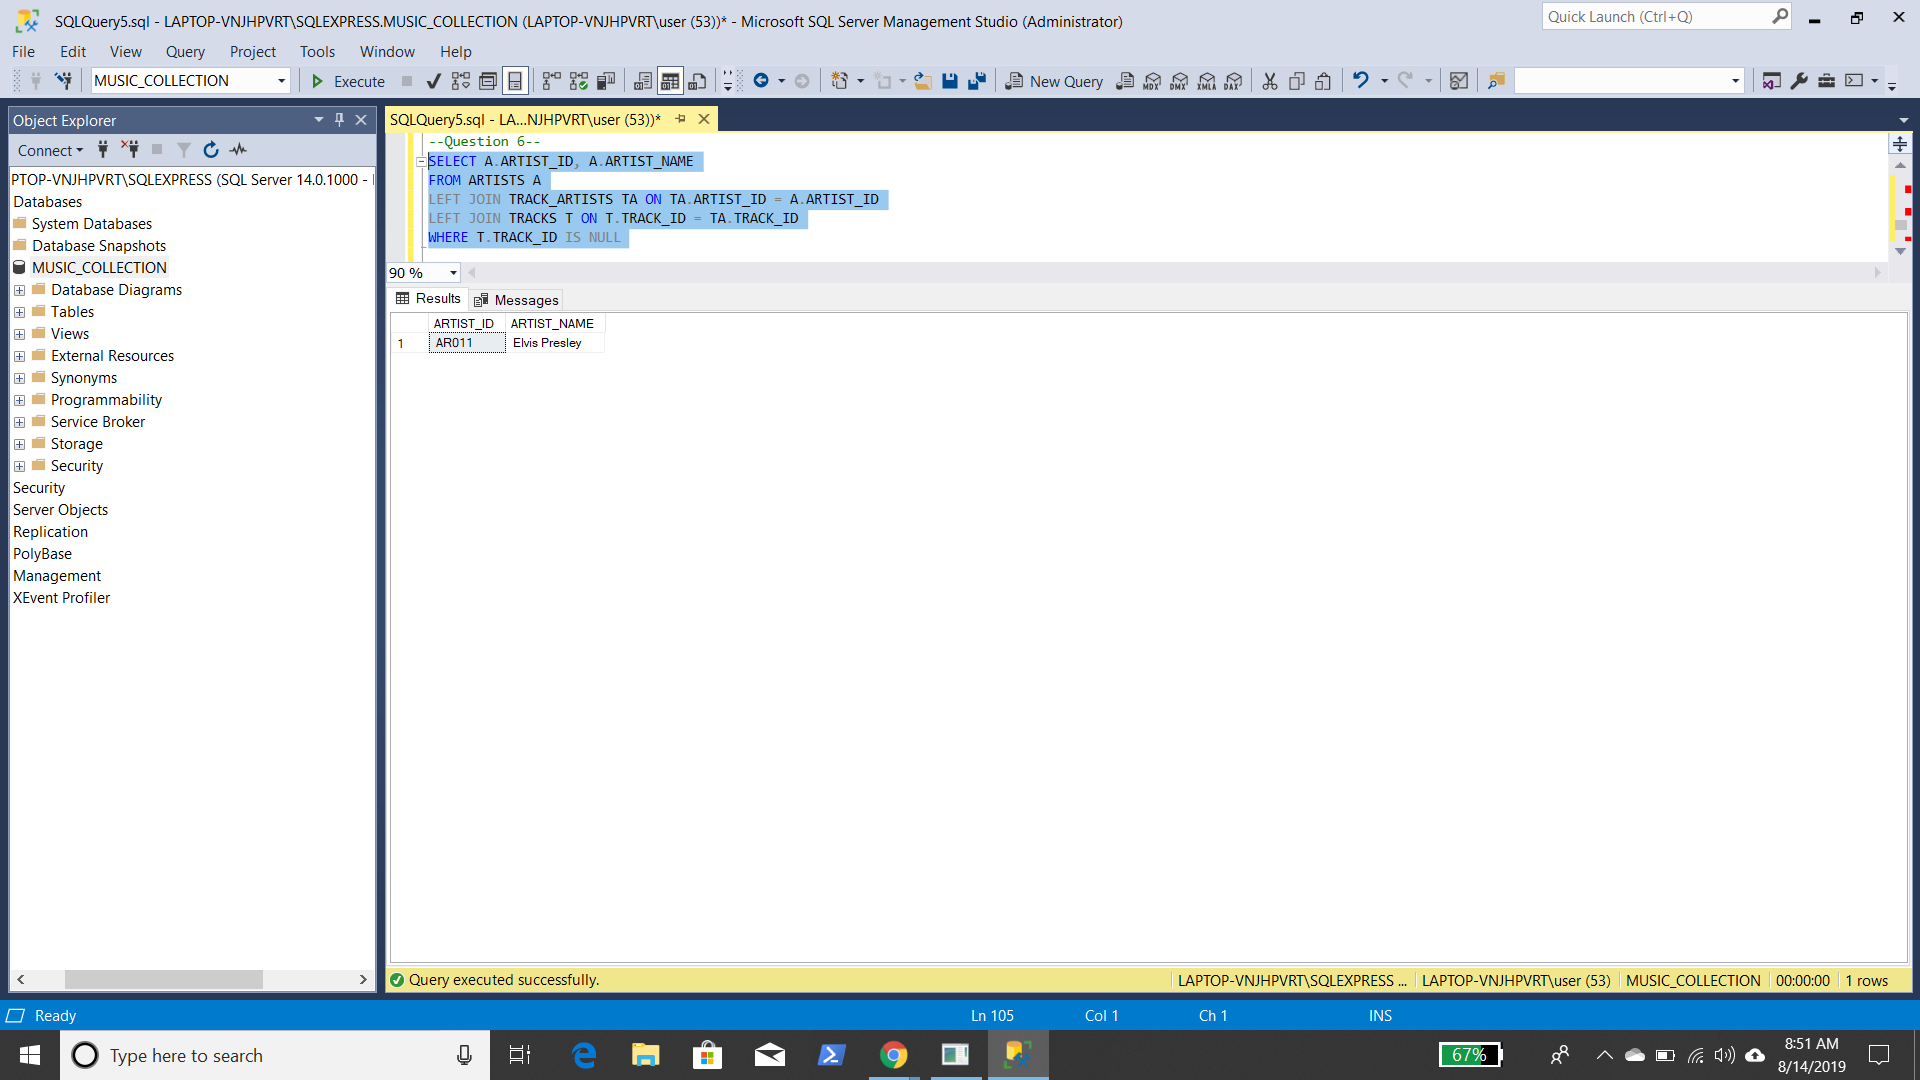 SQLQuery5.sql - LAPTOP-VNJHPVRT\SQLEXPRESS.MUSIC_COLLECTION (LAPTOP-VNJHPVRT\user (53))* - Microsoft SQL Server Management Studio (Administrator)
Quick Launch (Ctrl+Q)
File Edit View Query Project Tools Window Help
MUSIC_COLLECTION Execute New Query MDX DMX XMLA DAX
Object Explorer
Connect
PTOP-VNJHPVRT\SQLEXPRESS (SQL Server 14.0.1000 -
Databases
System Databases
Database Snapshots
MUSIC_COLLECTION
Database Diagrams
Tables
Views
External Resources
Synonyms
Programmability
Service Broker
Storage
Security
Security
Server Objects
Replication
PolyBase
Management
XEvent Profiler
SQLQuery5.sql - LA...NJHPVRT\user (53))*
--Question 6--
SELECT A.ARTIST_ID, A.ARTIST_NAME
FROM ARTISTS A
LEFT JOIN TRACK_ARTISTS TA ON TA.ARTIST_ID = A.ARTIST_ID
LEFT JOIN TRACKS T ON T.TRACK_ID = TA.TRACK_ID
WHERE T.TRACK_ID IS NULL
90 %
Results Messages
ARTIST_ID ARTIST_NAME
1 AR011 Elvis Presley
Query executed successfully.
LAPTOP-VNJHPVRT\SQLEXPRESS ... LAPTOP-VNJHPVRT\user (53) MUSIC_COLLECTION 00:00:00 1 rows
Ready Ln 105 Col 1 Ch 1 INS
Type here to search
67%
8:51 AM
8/14/2019